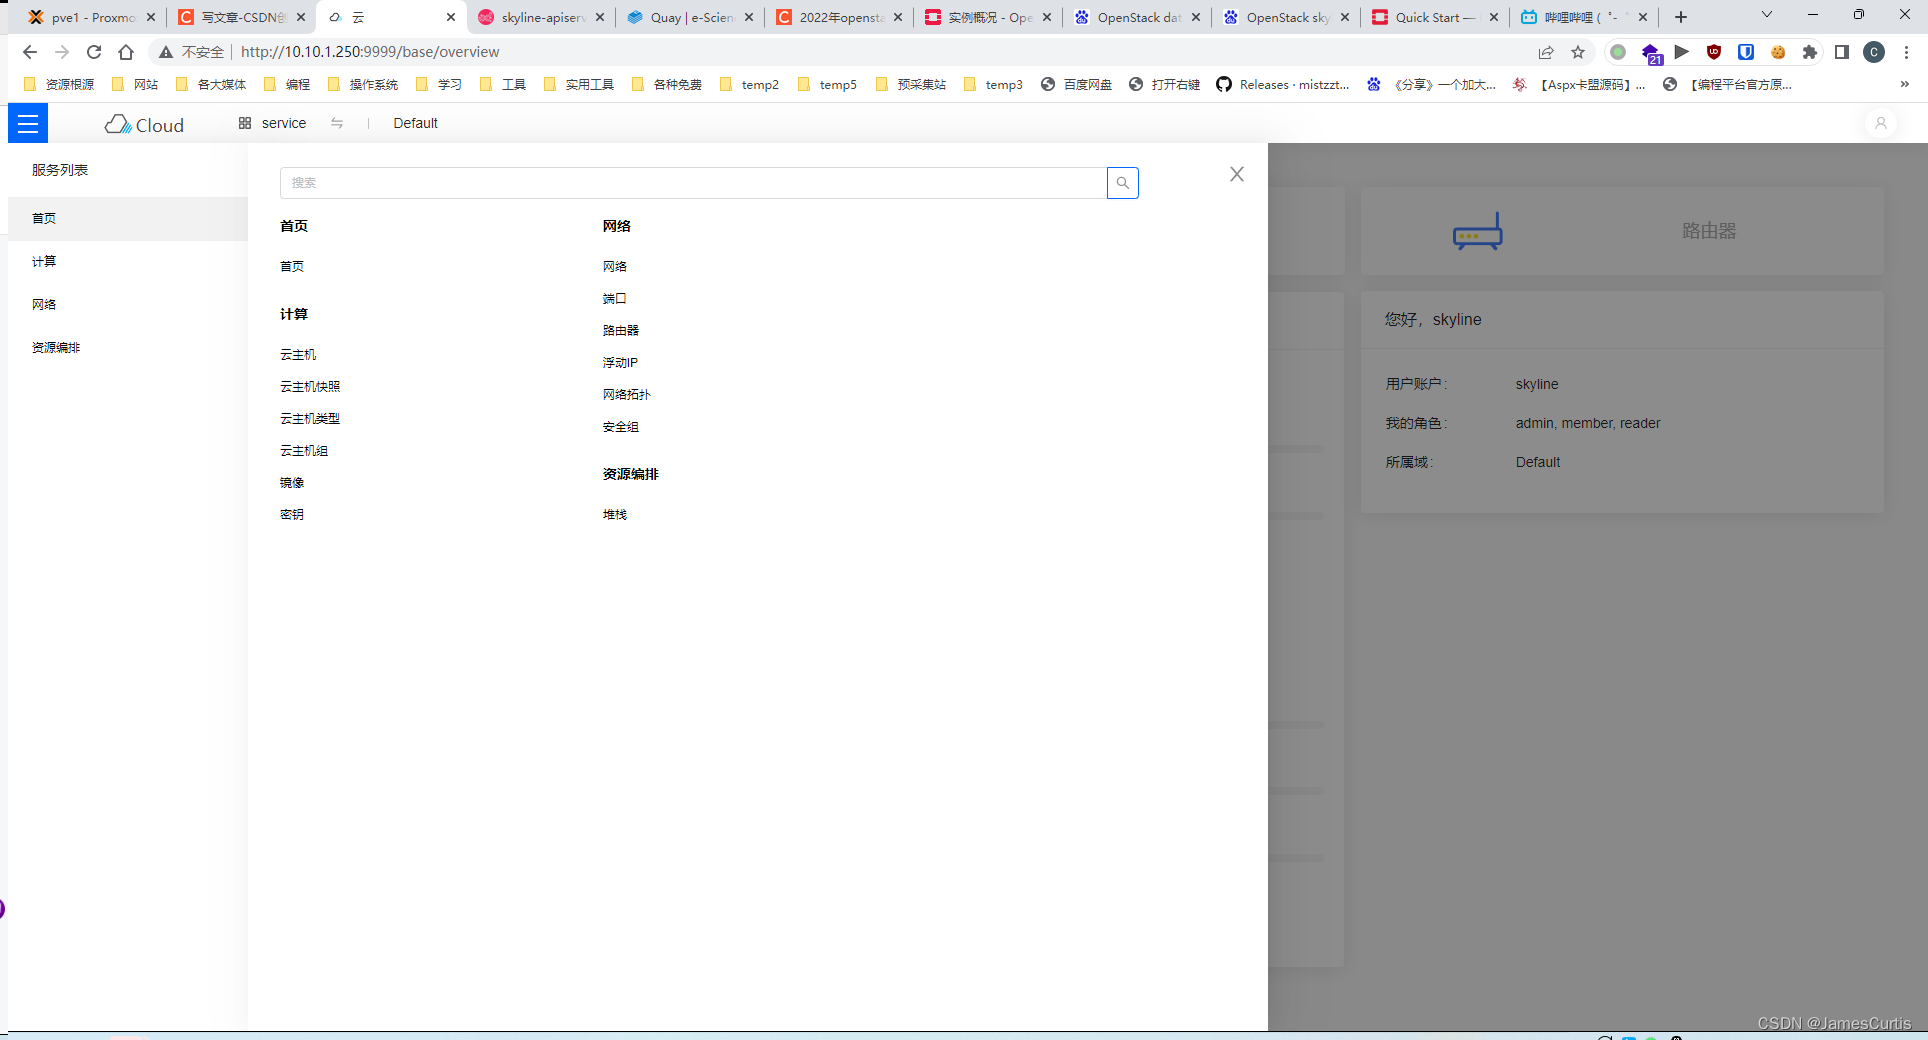 pve1 - Proxmo
写文章-CSDN创
云
skyline-apiserv
Quay | e-Scien
2022年opensta
实例概况 - Ope
OpenStack dat
OpenStack sky
Quick Start —
哔哩哔哩 ( ゜-
不安全 | http://10.10.1.250:9999/base/overview
21
C
资源根源
网站
各大媒体
编程
操作系统
学习
工具
实用工具
各种免费
temp2
temp5
预采集站
temp3
百度网盘
打开右键
Releases · mistzzt...
《分享》一个加大...
【Aspx卡盟源码】...
【编程平台官方原...
»
Cloud
service
Default
服务列表
首页
计算
网络
资源编排
搜索
首页
首页
计算
云主机
云主机快照
云主机类型
云主机组
镜像
密钥
网络
网络
端口
路由器
浮动IP
网络拓扑
安全组
资源编排
堆栈
路由器
您好，skyline
用户账户： skyline
我的角色： admin, member, reader
所属域： Default
CSDN @JamesCurtis